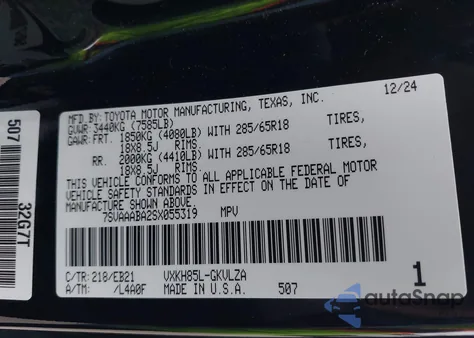 MFD.BY: TOYOTA MOTOR MANUFACTURING, TEXAS, INC. 12/24
GVWR: 3440KG (7585LB)
GAWR: FRT. 1850KG (4080LB) WITH 285/65R18 TIRES,
18X8.5J RIMS.
RR. 2000KG (4410LB) WITH 285/65R18 TIRES,
18X8.5J RIMS.
THIS VEHICLE CONFORMS TO ALL APPLICABLE FEDERAL MOTOR
VEHICLE SAFETY STANDARDS IN EFFECT ON THE DATE OF
MANUFACTURE SHOWN ABOVE.
7SVAAABA2SX055319 MPV
C/TR: 218/EB21 VXKH85L-GKVLZA
A/TM: /L4A0F MADE IN U.S.A. 507
1
507
32G7T
autoSnap